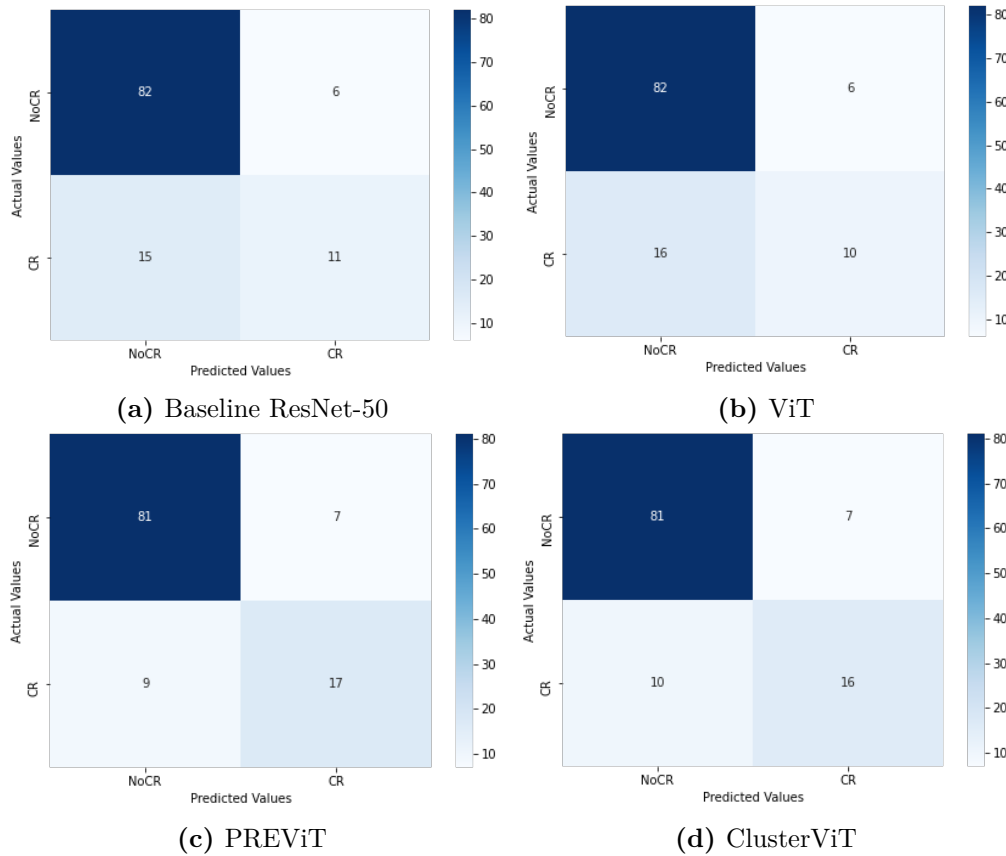 82
6
15
11
NoCR
CR
Actual Values
NoCR
CR
Predicted Values
80
70
60
50
40
30
20
10
(a) Baseline ResNet-50
82
6
16
10
NoCR
CR
Actual Values
NoCR
CR
Predicted Values
80
70
60
50
40
30
20
10
(b) ViT
81
7
9
17
NoCR
CR
Actual Values
NoCR
CR
Predicted Values
80
70
60
50
40
30
20
10
(c) PREViT
81
7
10
16
NoCR
CR
Actual Values
NoCR
CR
Predicted Values
80
70
60
50
40
30
20
10
(d) ClusterViT